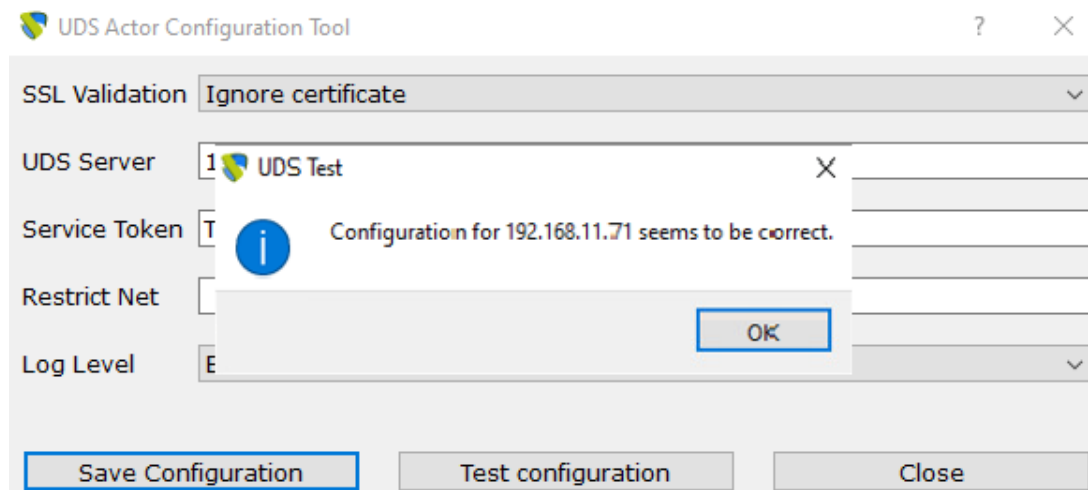 UDS Actor Configuration Tool
SSL Validation Ignore certificate
UDS Server 1
UDS Test
Configuration for 192.168.11.71 seems to be correct.
Service Token T
Restrict Net
OK
Log Level E
Save Configuration Test configuration Close